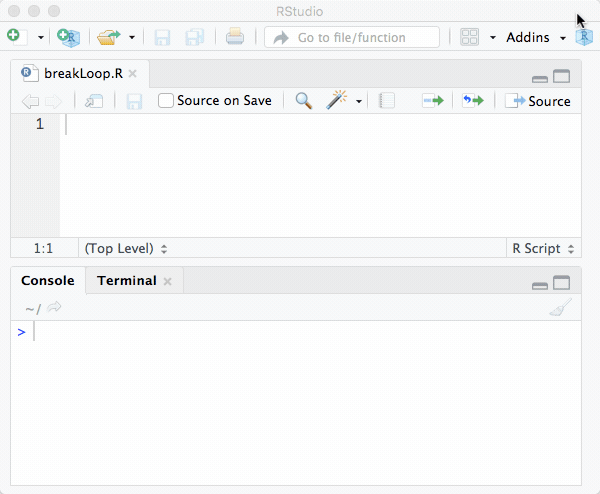 RStudio
Go to file/function Addins
breakLoop.R
Source on Save Source
1
1:1 (Top Level) R Script
Console Terminal
~/
>